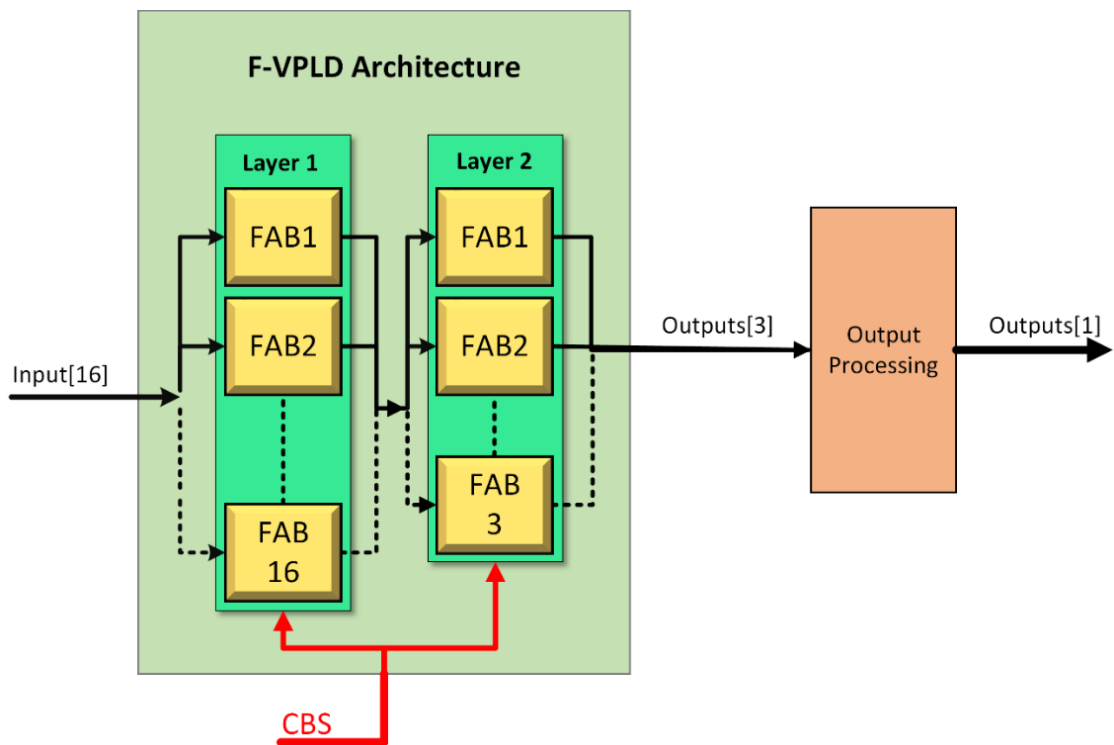 F-VPLD Architecture
Layer 1
Layer 2
FAB1
FAB1
FAB2
FAB2
Input[16]
Outputs[3]
Output
Processing
Outputs[1]
FAB
3
FAB
16
CBS